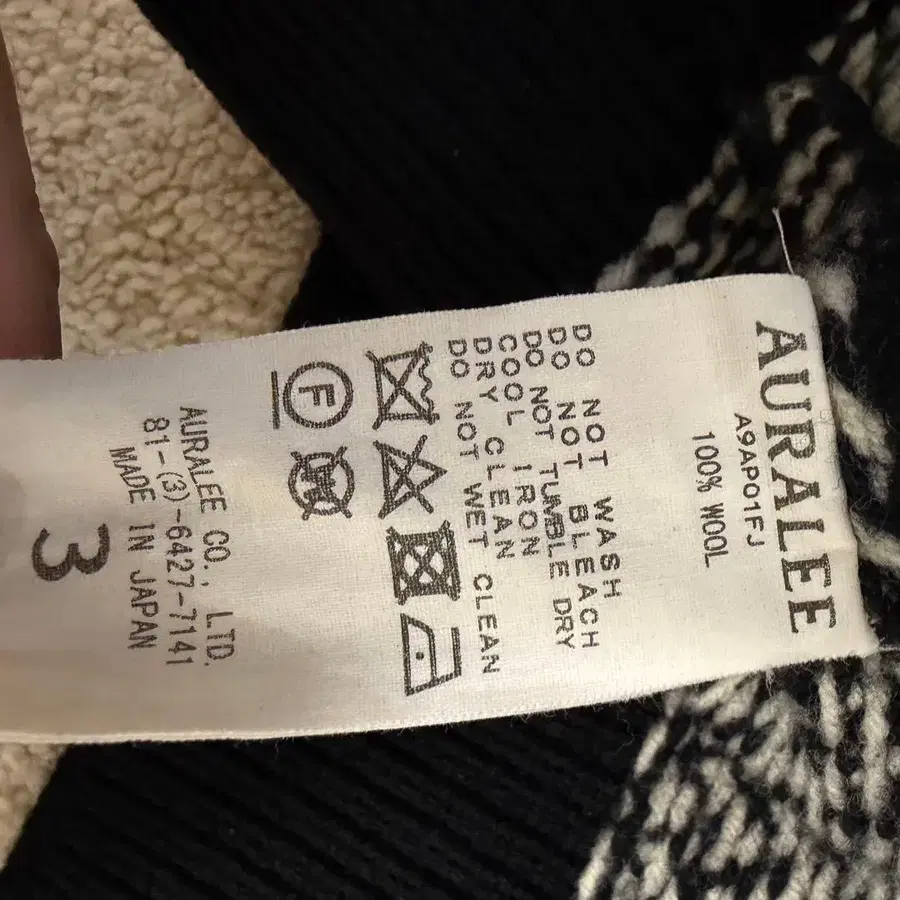 AURALEE
A9AP01FJ
100% WOOL
DO NOT WASH
DO NOT BLEACH
DO NOT TUMBLE DRY
COOL IRON
DRY CLEAN
DO NOT WET CLEAN
F
W
AURALEE CO., LTD.
81-(3)-6427-7141
MADE IN JAPAN
3